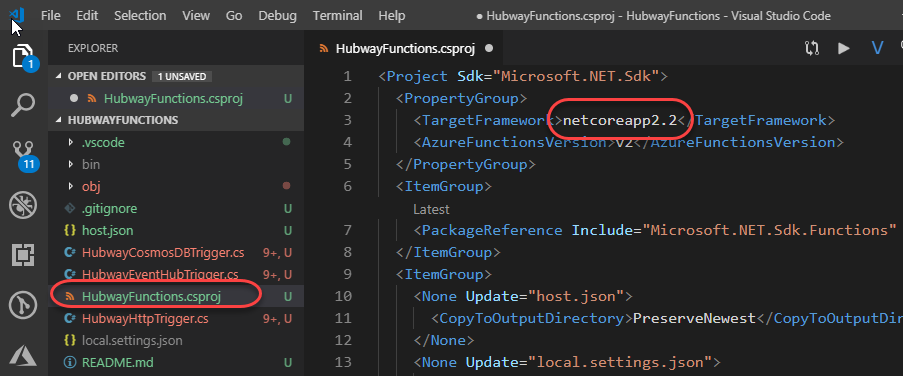 File Edit Selection View Go Debug Terminal Help ● HubwayFunctions.csproj - HubwayFunctions - Visual Studio Code
EXPLORER
OPEN EDITORS 1 UNSAVED
HubwayFunctions.csproj U
HUBWAYFUNCTIONS
.vscode
bin
obj
.gitignore U
host.json U
HubwayCosmosDBTrigger.cs 9+, U
HubwayEventHubTrigger.cs 9+, U
HubwayFunctions.csproj U
HubwayHttpTrigger.cs 9+, U
local.settings.json
README.md U
1
11
HubwayFunctions.csproj
1 <Project Sdk="Microsoft.NET.Sdk">
2 <PropertyGroup>
3 <TargetFramework>netcoreapp2.2</TargetFramework>
4 <AzureFunctionsVersion>v2</AzureFunctionsVersion>
5 </PropertyGroup>
6 <ItemGroup>
Latest
7 <PackageReference Include="Microsoft.NET.Sdk.Functions"
8 </ItemGroup>
9 <ItemGroup>
10 <None Update="host.json">
11 <CopyToOutputDirectory>PreserveNewest</CopyToOutputDir
12 </None>
13 <None Update="local.settings.json">